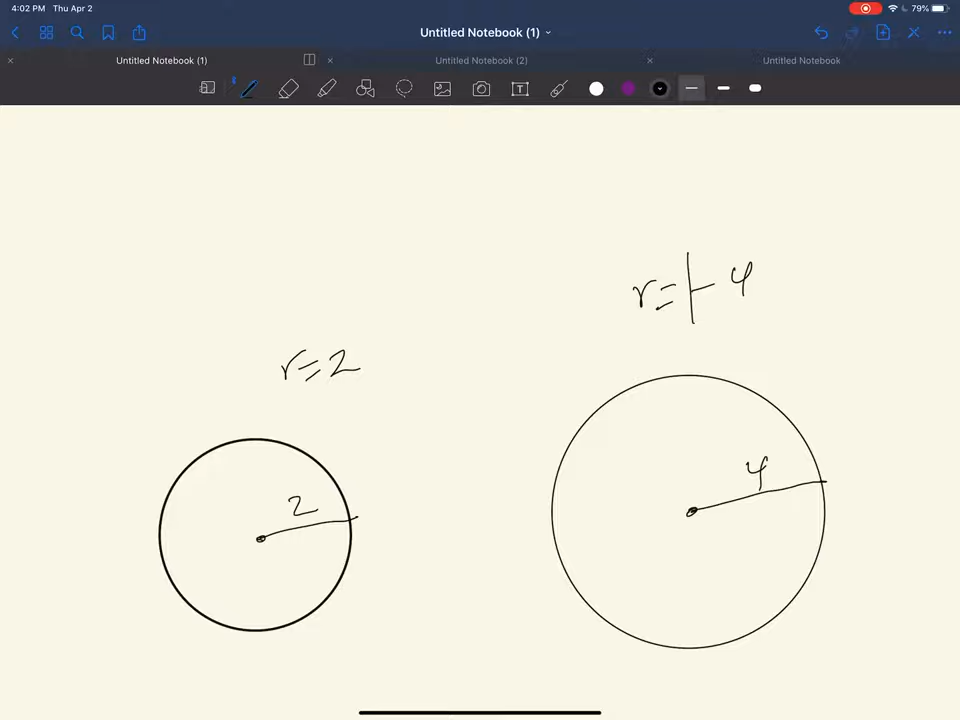 4:02 PM Thu Apr 2
79%
Untitled Notebook (1)
Untitled Notebook (1)
Untitled Notebook (2)
Untitled Notebook
T
r=|-4
r=2
4
2